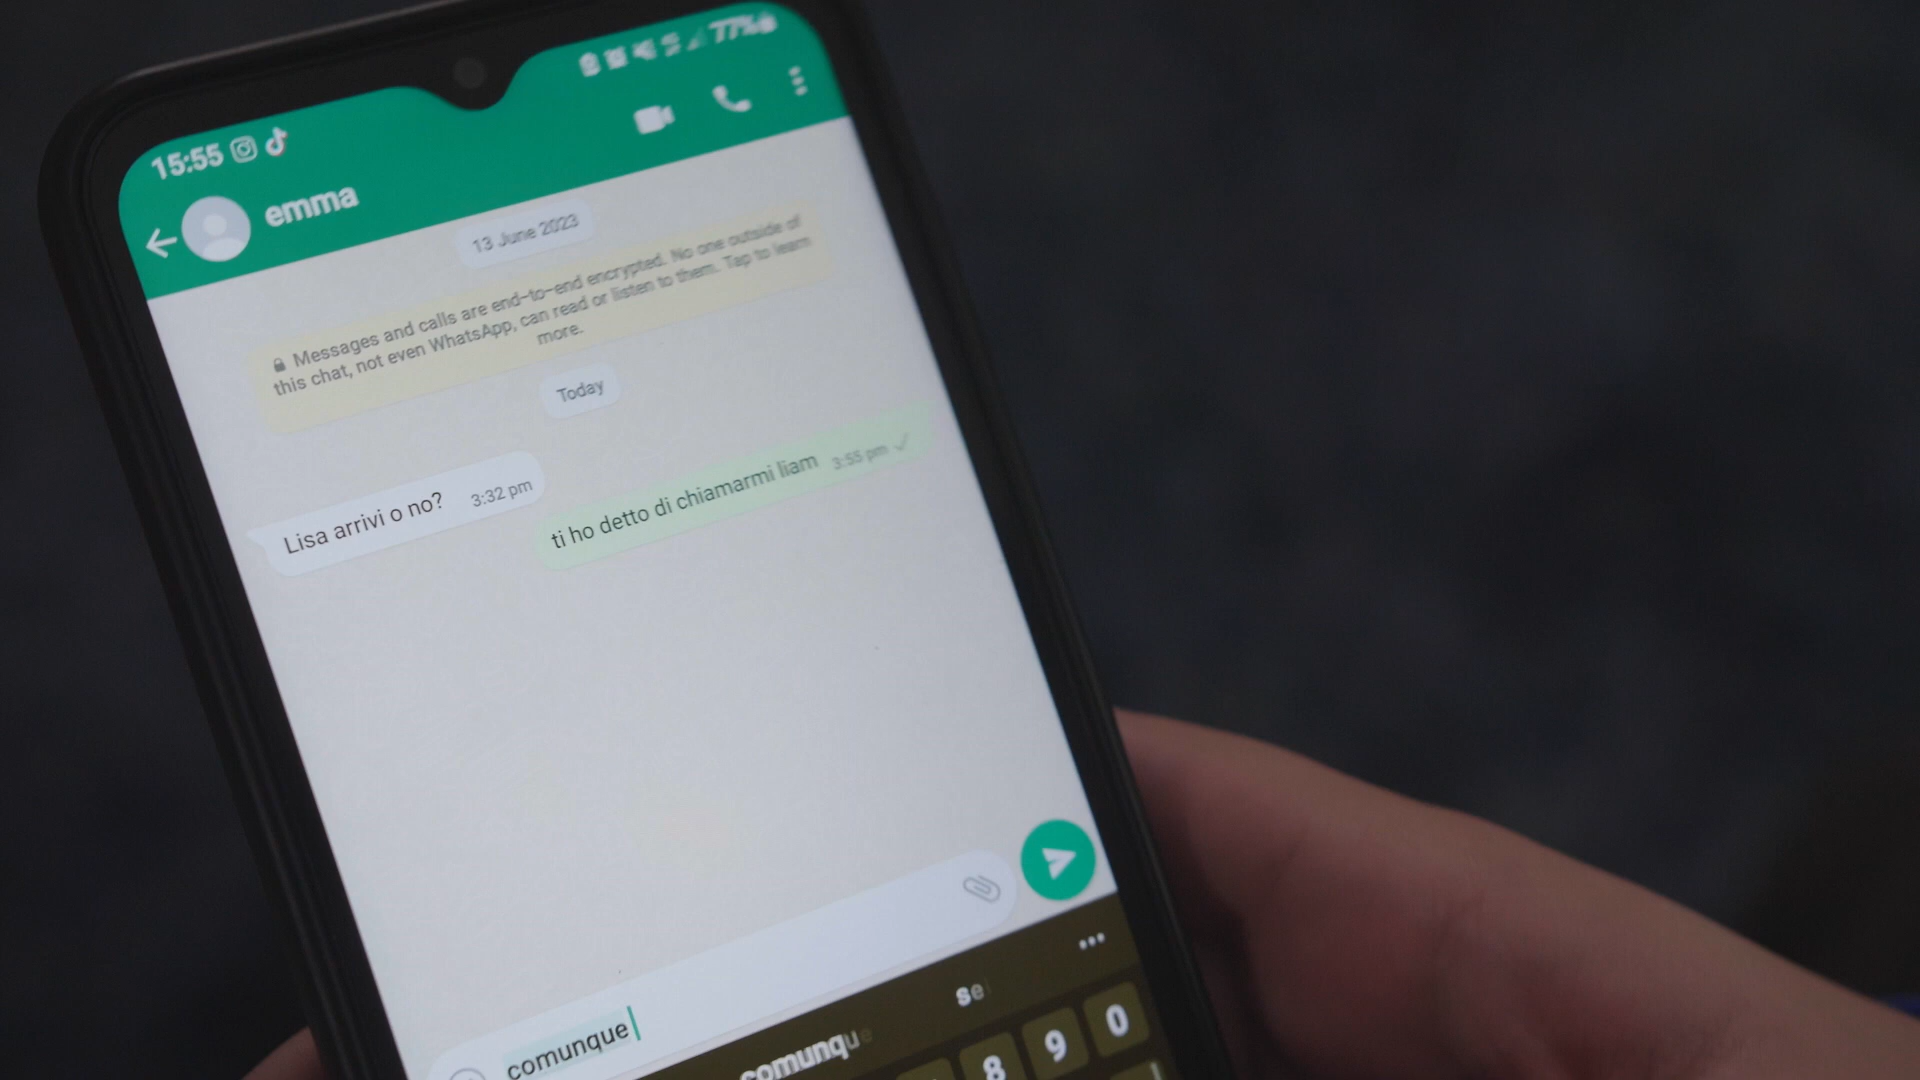 77%
15:55
emma
13 June 2023
Messages and calls are end-to-end encrypted. No one outside of
this chat, not even WhatsApp, can read or listen to them. Tap to learn
more.
Today
Lisa arrivi o no? 3:32 pm
ti ho detto di chiamarmi liam 3:55 pm
comunque
comunque se
8 9 0